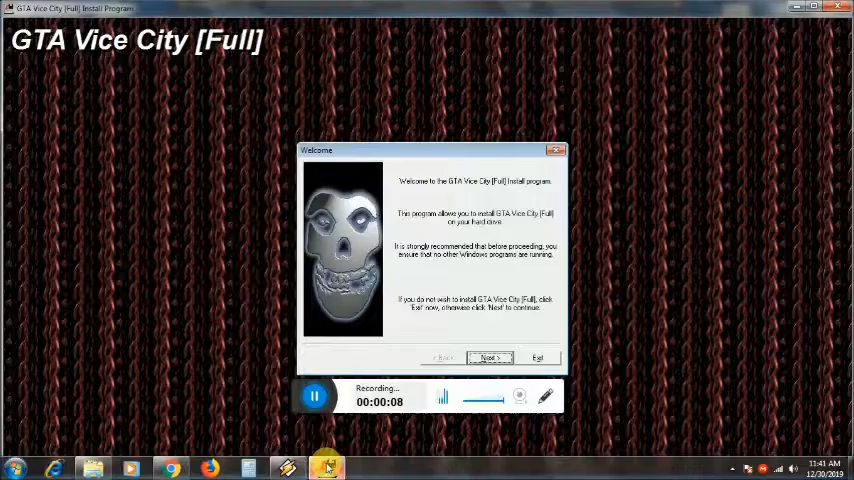 GTA Vice City [Full] Install Program
GTA Vice City [Full]
Welcome
Welcome to the GTA Vice City [Full] Install program.
This program allows you to install GTA Vice City [Full]
on your hard drive.
It is strongly recommended that before proceeding, you
ensure that no other Windows programs are running.
If you do not wish to install GTA Vice City [Full], click
'Exit' now, otherwise click 'Next' to continue.
< Back
Next >
Exit
Recording...
00:00:08
11:41 AM
12/30/2019